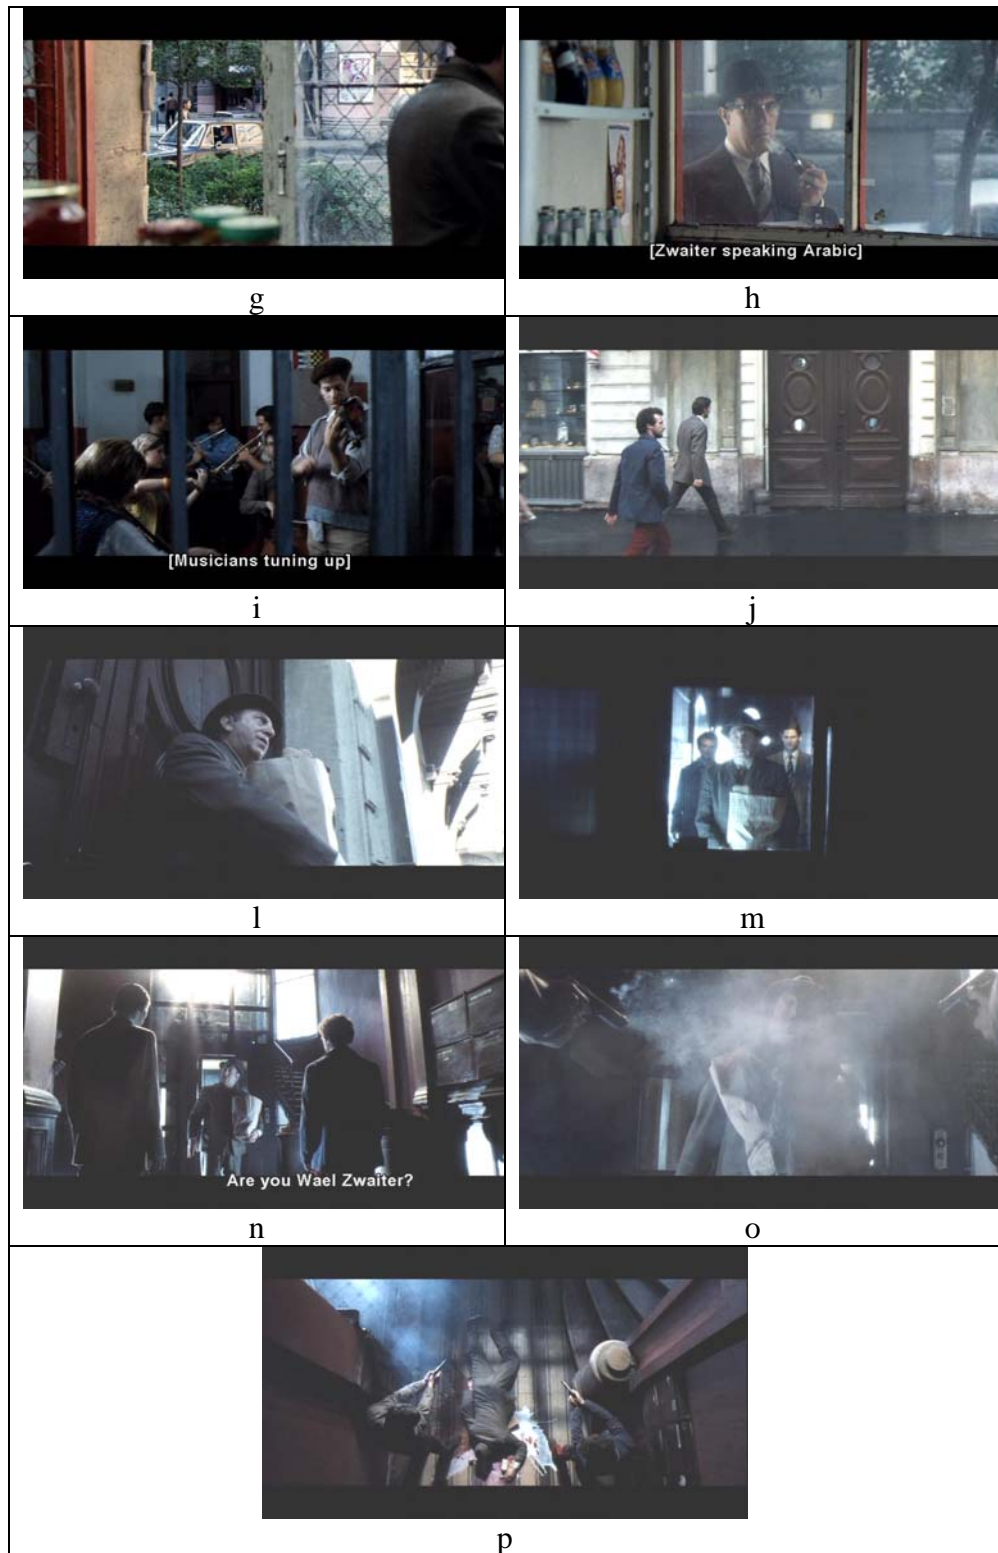 g
h
[Zwaiter speaking Arabic]
i
[Musicians tuning up]
j
l
m
n
Are you Wael Zwaiter?
o
p